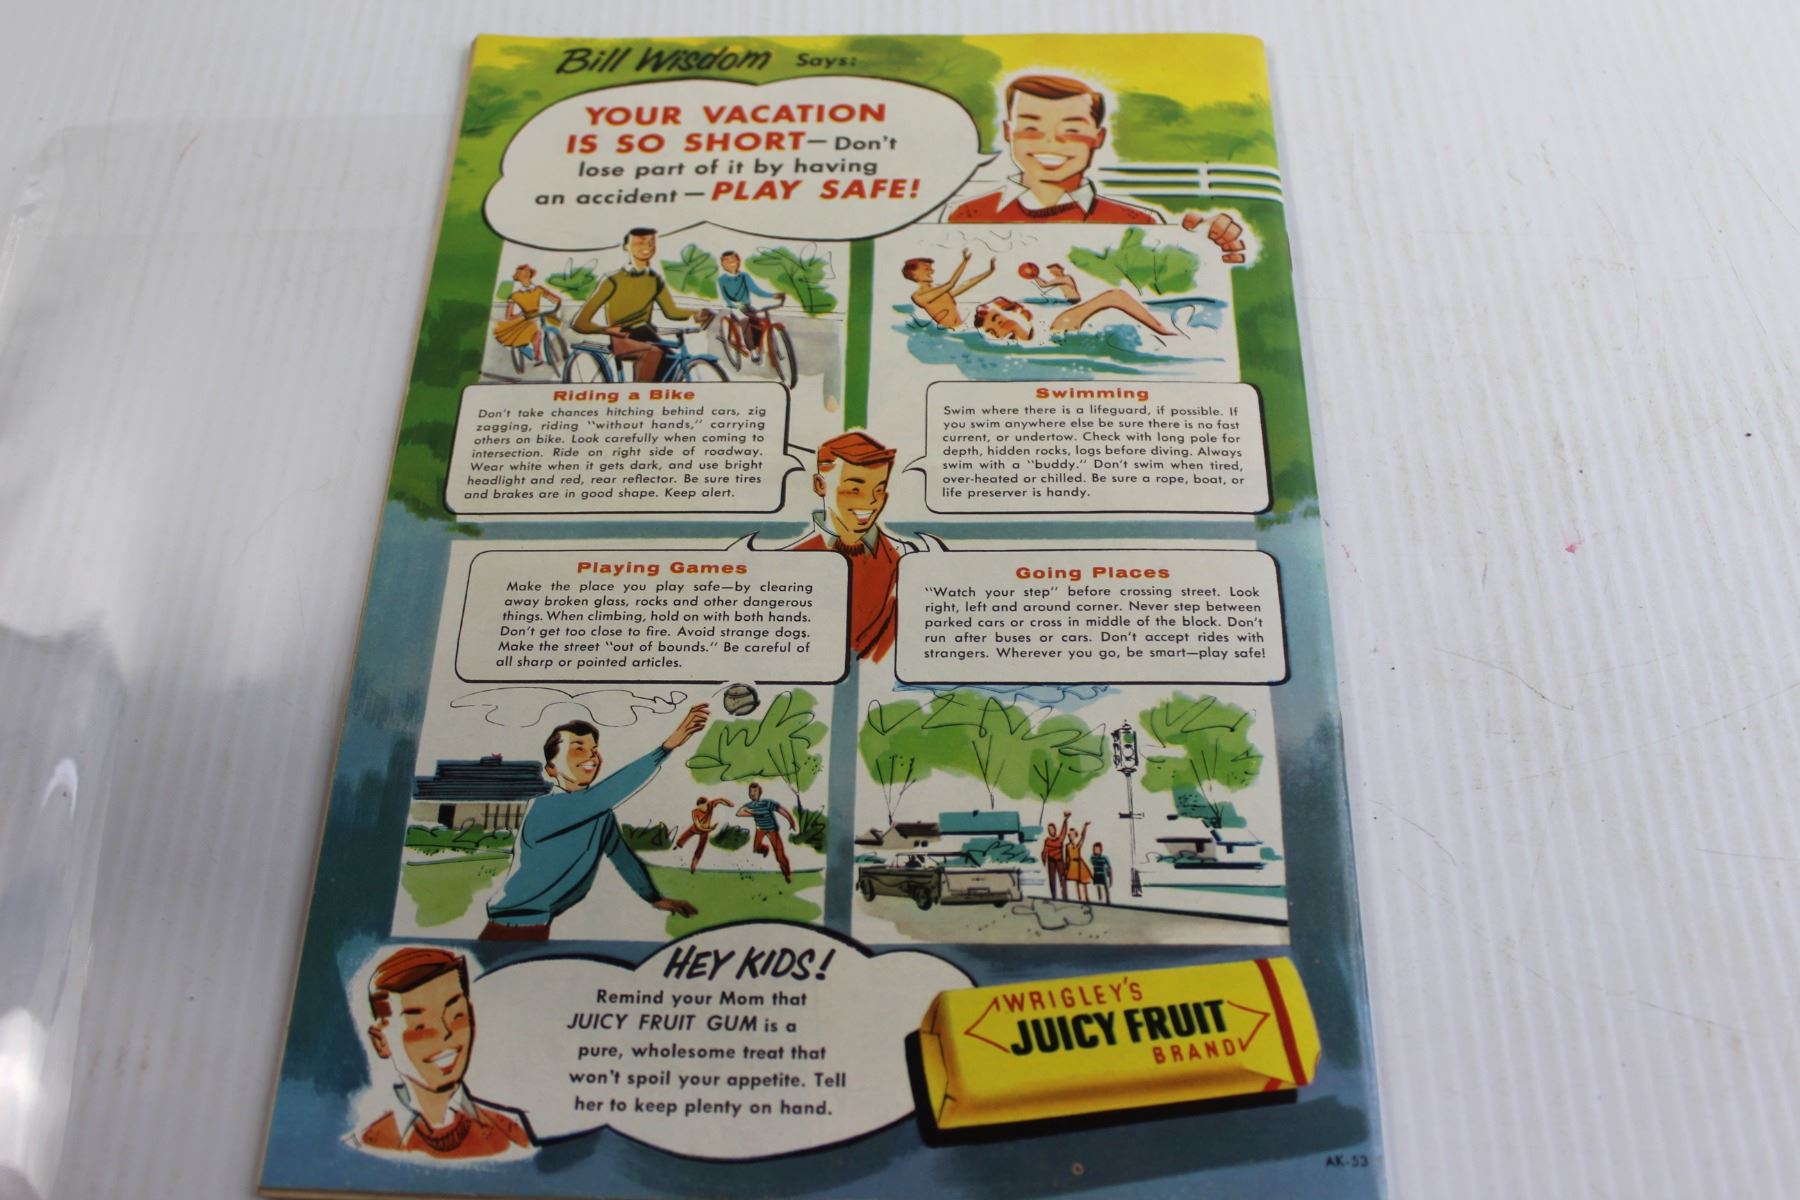 Bill Wisdom Says:
YOUR VACATION
IS SO SHORT— Don't
lose part of it by having
an accident — PLAY SAFE!
Riding a Bike
Don't take chances hitching behind cars, zig
zagging, riding "without hands," carrying
others on bike. Look carefully when coming to
intersection. Ride on right side of roadway.
Wear white when it gets dark, and use bright
headlight and red, rear reflector. Be sure tires
and brakes are in good shape. Keep alert.
Swimming
Swim where there is a lifeguard, if possible. If
you swim anywhere else be sure there is no fast
current, or undertow. Check with long pole for
depth, hidden rocks, logs before diving. Always
swim with a "buddy." Don't swim when tired,
over-heated or chilled. Be sure a rope, boat, or
life preserver is handy.
Playing Games
Make the place you play safe—by clearing
away broken glass, rocks and other dangerous
things. When climbing, hold on with both hands.
Don't get too close to fire. Avoid strange dogs.
Make the street "out of bounds." Be careful of
all sharp or pointed articles.
Going Places
"Watch your step" before crossing street. Look
right, left and around corner. Never step between
parked cars or cross in middle of the block. Don't
run after buses or cars. Don't accept rides with
strangers. Wherever you go, be smart—play safe!
HEY KIDS!
Remind your Mom that
JUICY FRUIT GUM is a
pure, wholesome treat that
won't spoil your appetite. Tell
her to keep plenty on hand.
WRIGLEY'S
JUICY FRUIT
BRAND
AK-53